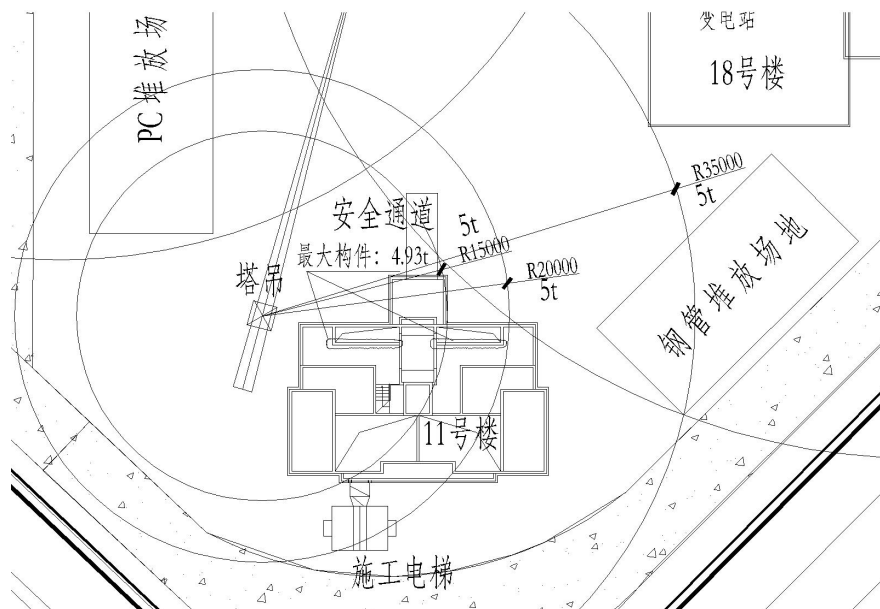 变电站
18号楼
PC堆放场
R35000
5t
安全通道
5t
R15000
最大构件：4.93t
塔吊
R20000
5t
钢管堆放场地
11号楼
施工电梯